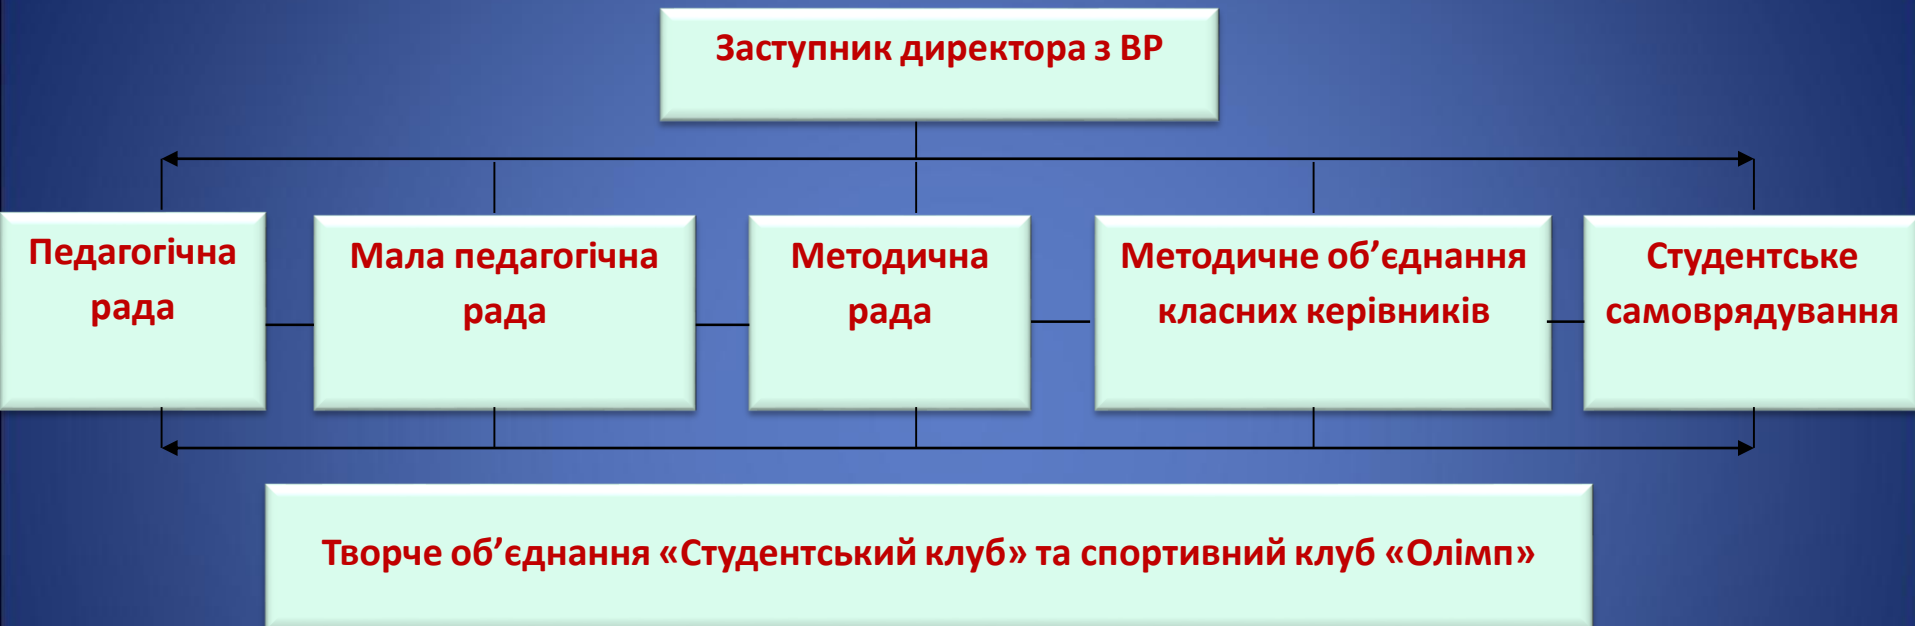 Заступник директора з ВР
Педагогічна
рада
Мала педагогічна
рада
Методична
рада
Методичне об’єднання
класних керівників
Студентське
самоврядування
Творче об’єднання «Студентський клуб» та спортивний клуб «Олімп»